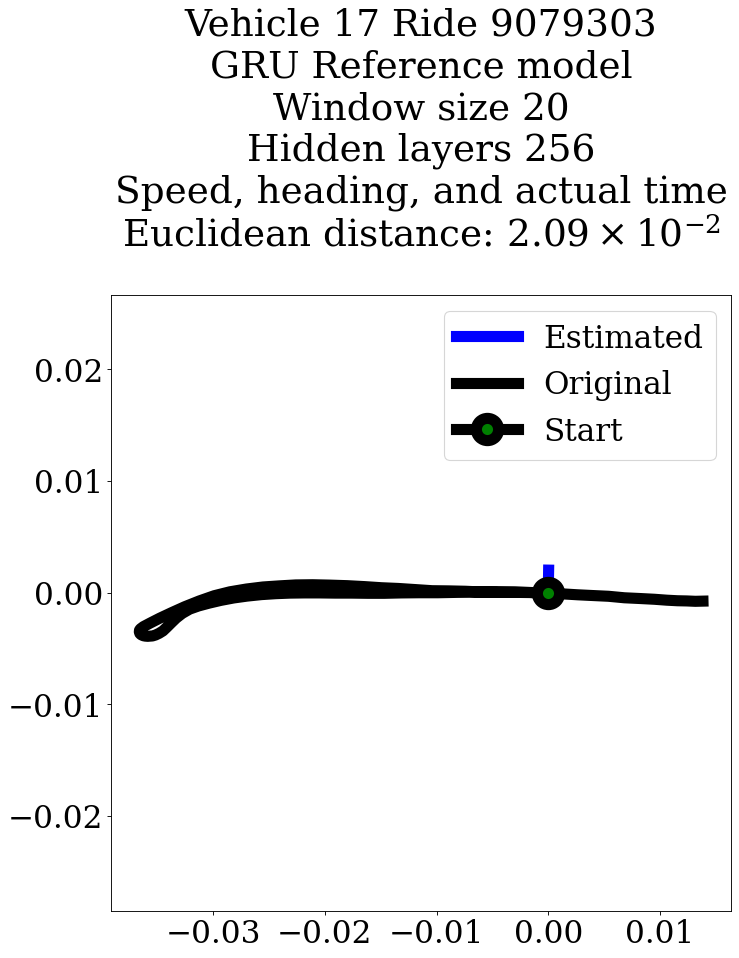 Vehicle 17 Ride 9079303
GRU Reference model
Window size 20
Hidden layers 256
Speed, heading, and actual time
Euclidean distance: 2.09 × 10⁻²
Estimated
Original
Start
0.02
0.01
0.00
−0.01
−0.02
−0.03 −0.02 −0.01 0.00 0.01